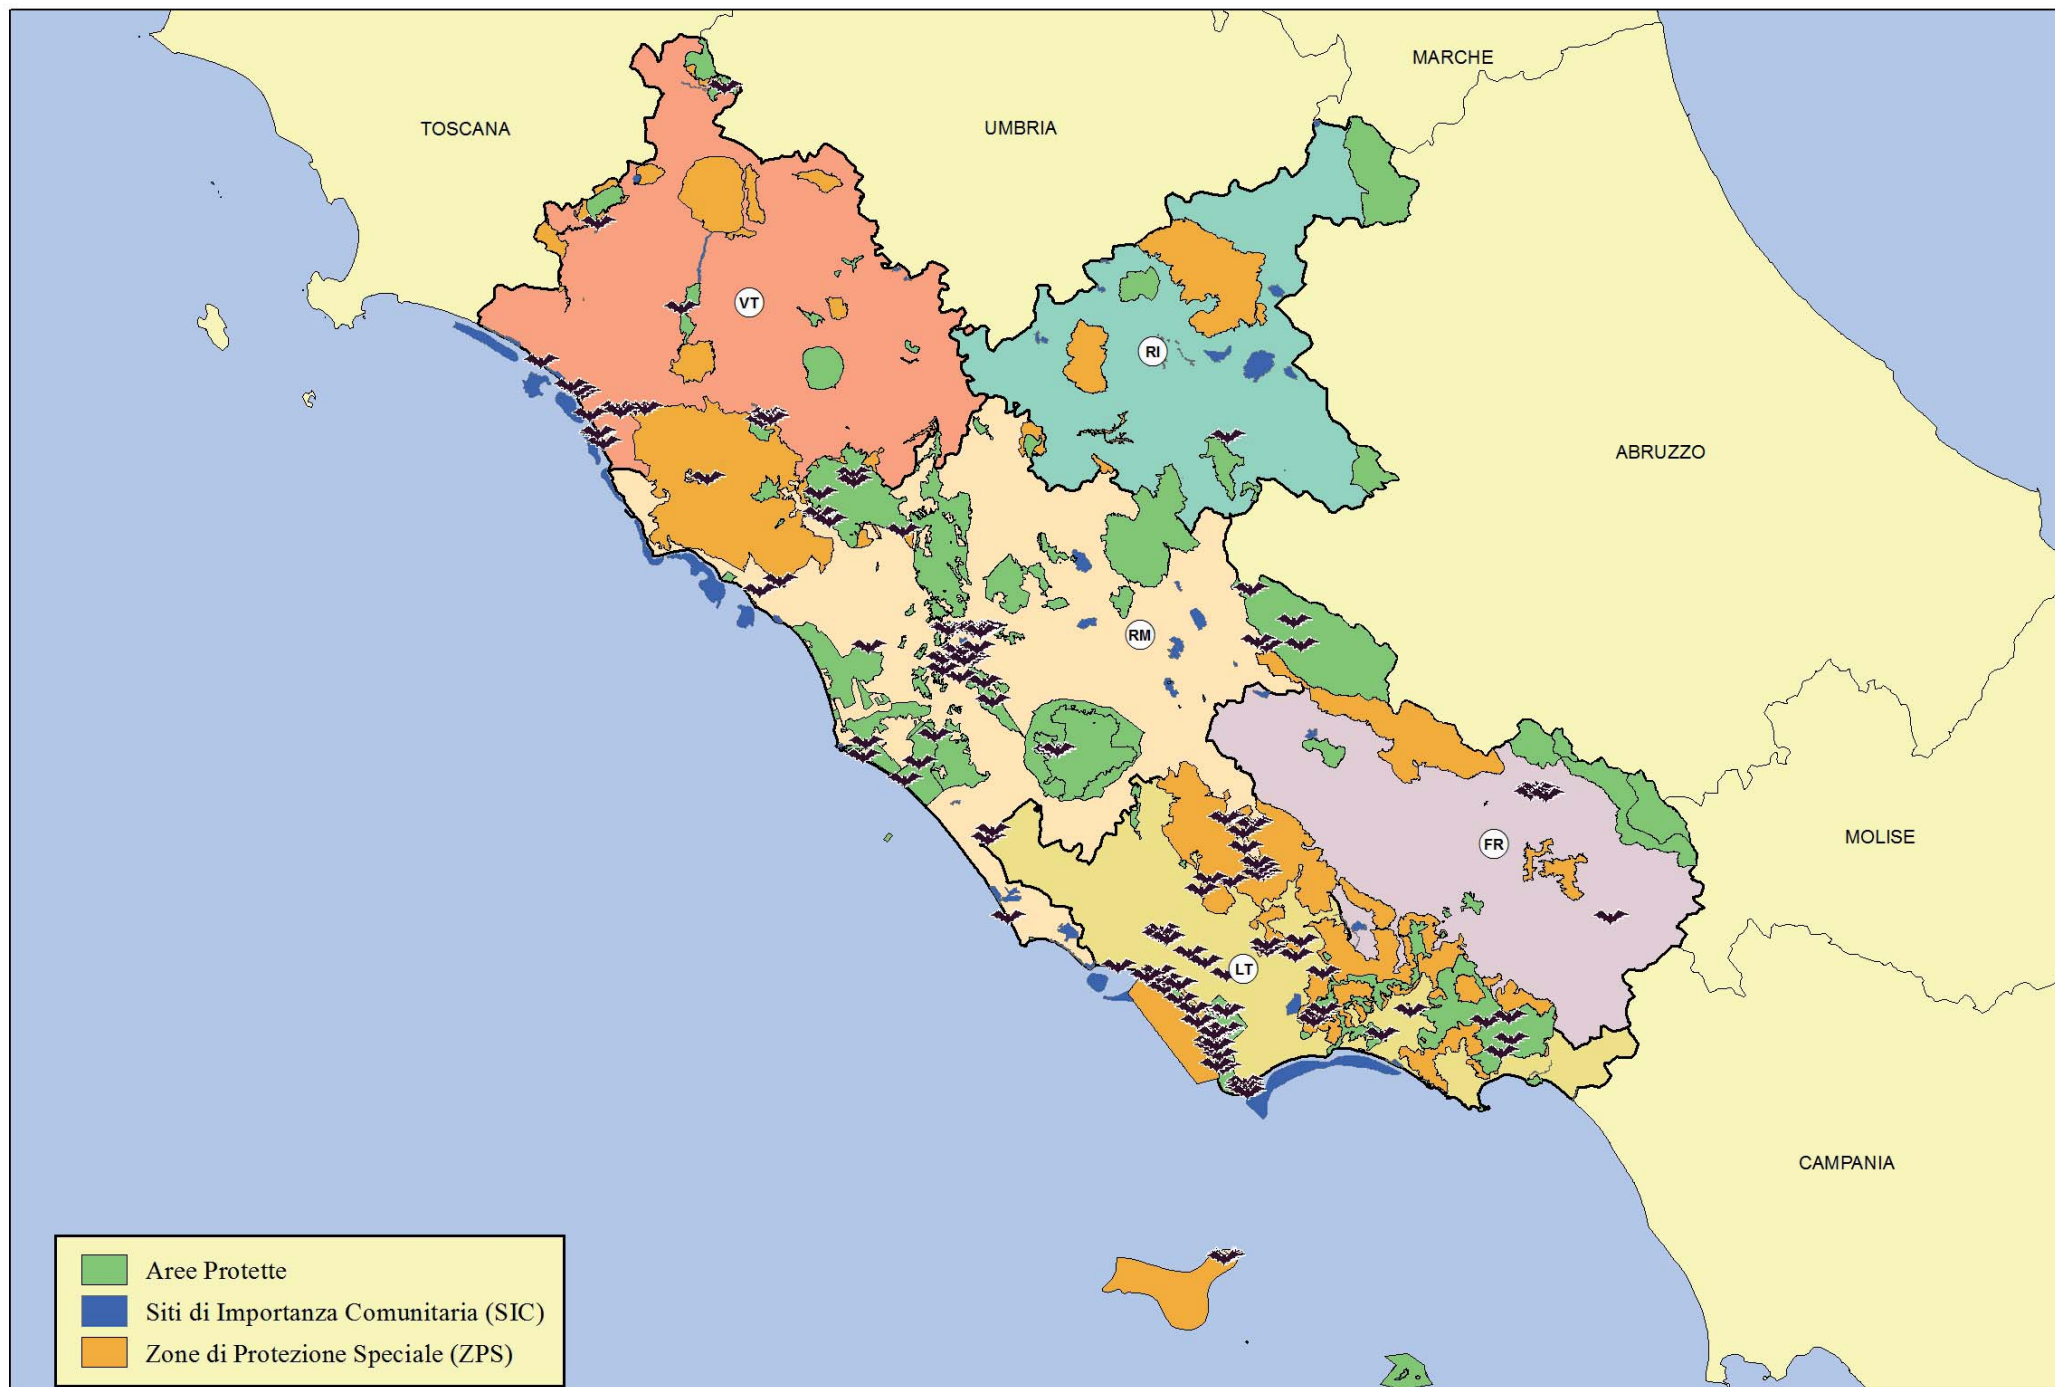 MARCHE
TOSCANA
UMBRIA
VT
RI
ABRUZZO
RM
MOLISE
FR
LT
CAMPANIA
Aree Protette
Siti di Importanza Comunitaria (SIC)
Zone di Protezione Speciale (ZPS)